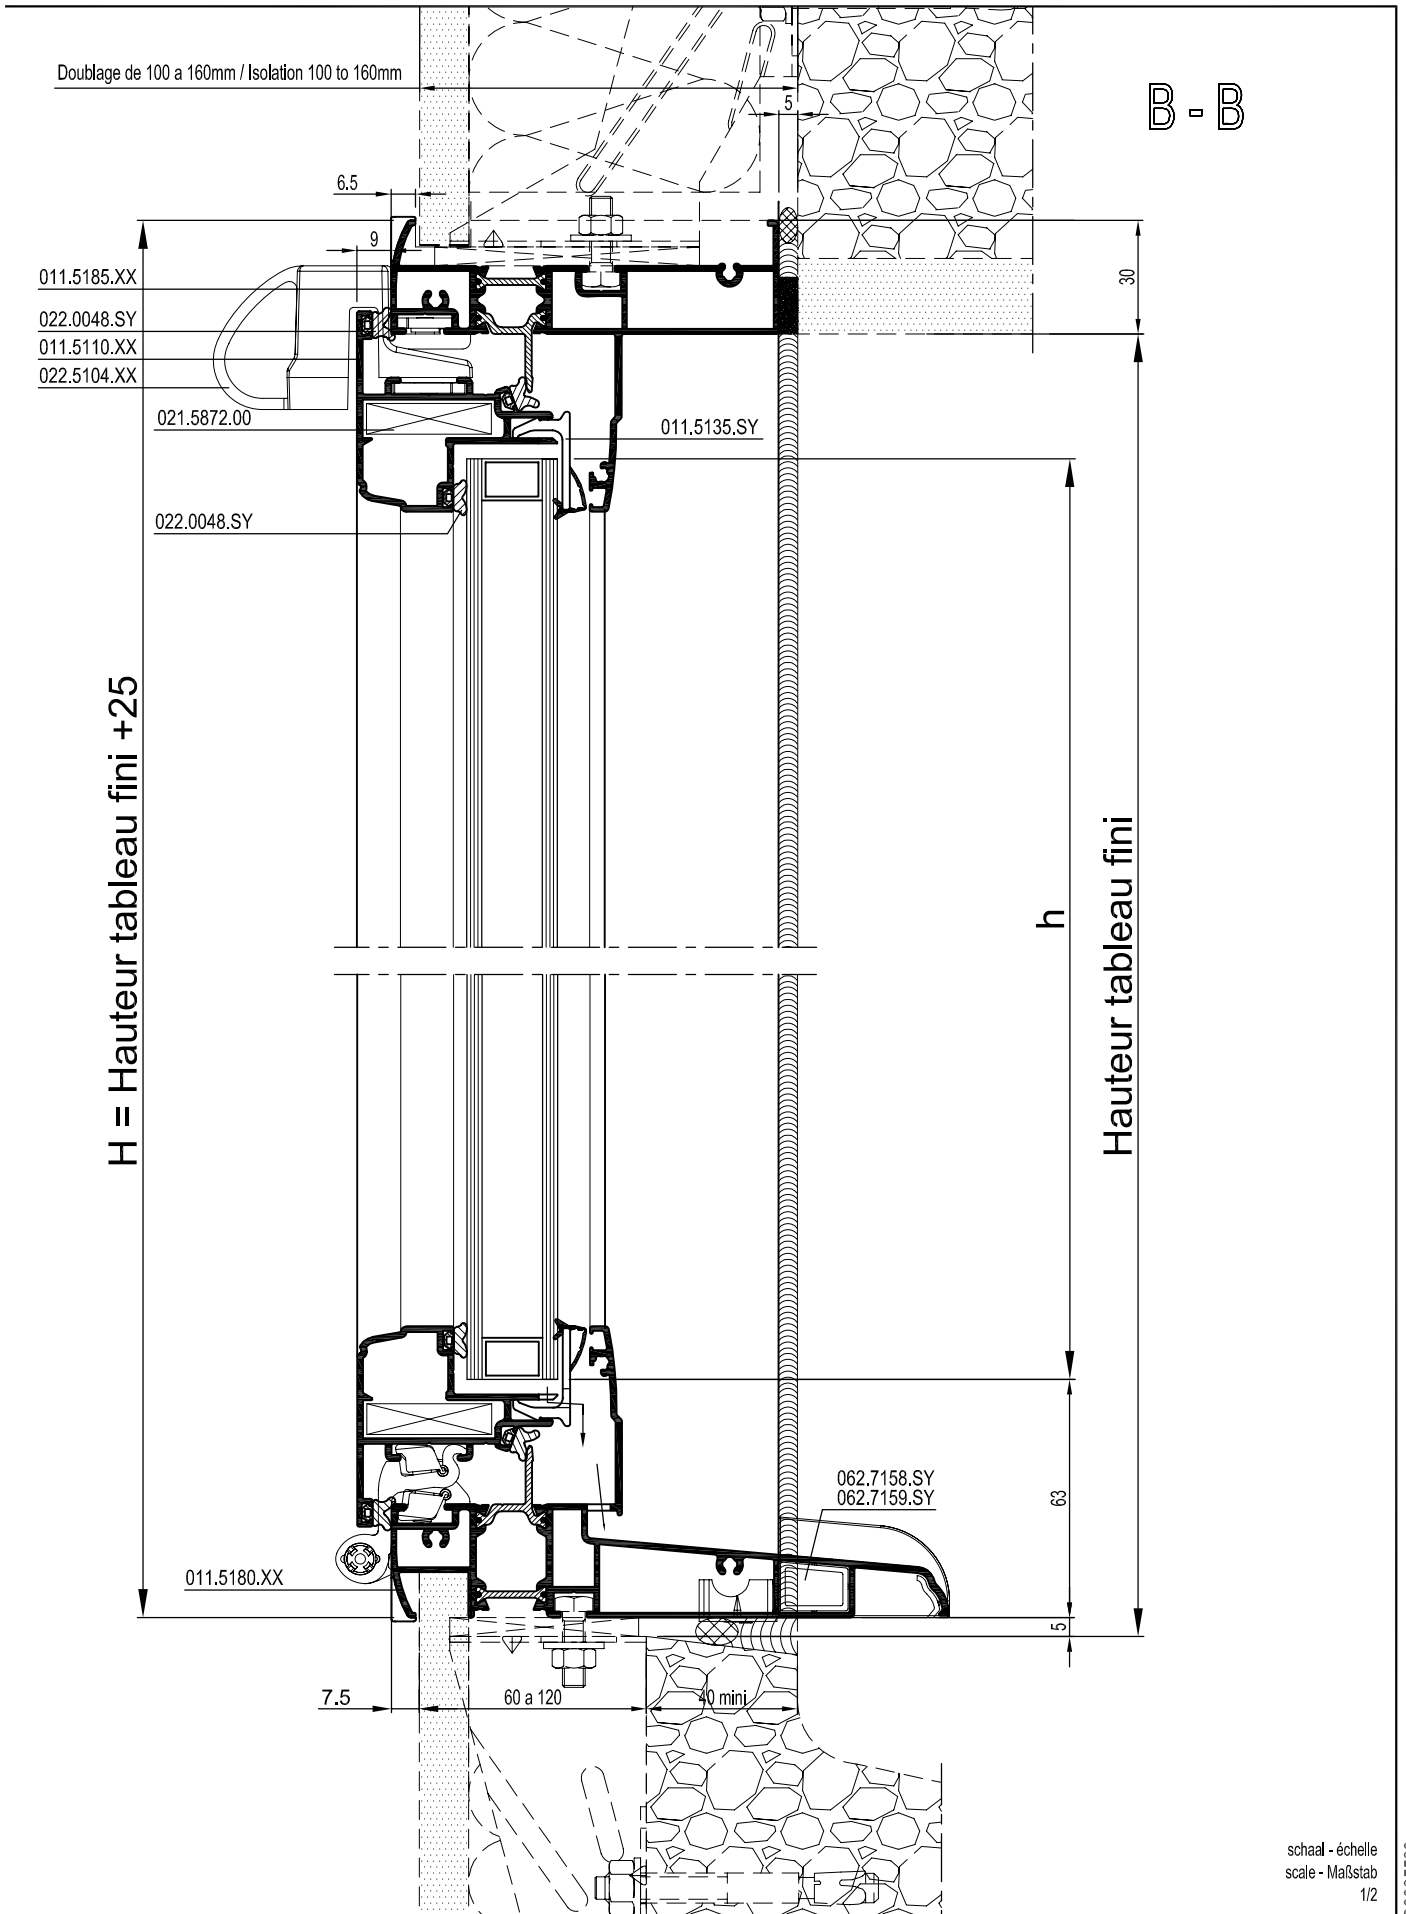 Doublage de 100 a 160mm / Isolation 100 to 160mm
5
B - B
6.5
9
30
011.5185.XX
022.0048.SY
011.5110.XX
022.5104.XX
021.5872.00
011.5135.SY
022.0048.SY
H = Hauteur tableau fini +25
h
Hauteur tableau fini
062.7158.SY
062.7159.SY
63
011.5180.XX
5
7.5
60 a 120
40 mini
schaal - échelle
scale - Maßstab
1/2